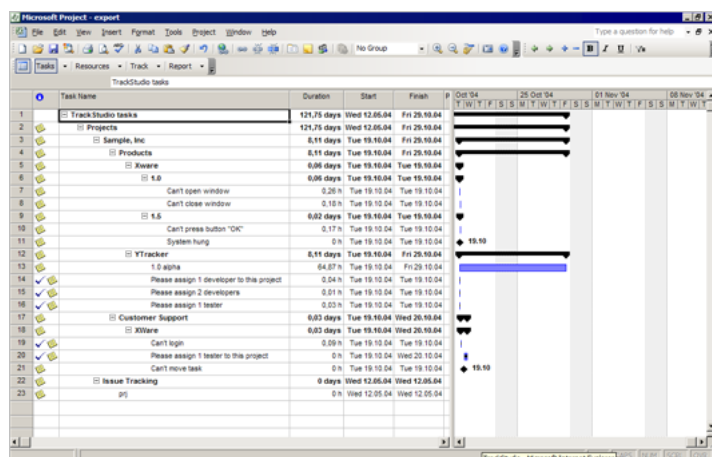 Microsoft Project - export
File Edit View Insert Format Tools Project Window Help Type a question for help
No Group
Tasks Resources Track Report
TrackStudio tasks
Task Name Duration Start Finish Oct '04 25 Oct '04 01 Nov '04 08 Nov '04
T W T F S S M T W T F S S M T W T F S S M T W T
1 TrackStudio tasks 121,75 days Wed 12.05.04 Fri 29.10.04
2 Projects 121,75 days Wed 12.05.04 Fri 29.10.04
3 Sample, Inc 8,11 days Tue 19.10.04 Fri 29.10.04
4 Products 8,11 days Tue 19.10.04 Fri 29.10.04
5 Xware 0,06 days Tue 19.10.04 Tue 19.10.04
6 1.0 0,06 days Tue 19.10.04 Tue 19.10.04
7 Can't open window 0,26 h Tue 19.10.04 Tue 19.10.04
8 Can't close window 0,18 h Tue 19.10.04 Tue 19.10.04
9 1.5 0,02 days Tue 19.10.04 Tue 19.10.04
10 Can't press button "OK" 0,17 h Tue 19.10.04 Tue 19.10.04
11 System hung 0 h Tue 19.10.04 Tue 19.10.04 19.10
12 YTracker 8,11 days Tue 19.10.04 Fri 29.10.04
13 1.0 alpha 64,87 h Tue 19.10.04 Fri 29.10.04
14 Please assign 1 developer to this project 0,04 h Tue 19.10.04 Tue 19.10.04
15 Please assign 2 developers 0,01 h Tue 19.10.04 Tue 19.10.04
16 Please assign 1 tester 0,03 h Tue 19.10.04 Tue 19.10.04
17 Customer Support 0,03 days Tue 19.10.04 Wed 20.10.04
18 XWare 0,03 days Tue 19.10.04 Wed 20.10.04
19 Can't login 0,09 h Tue 19.10.04 Tue 19.10.04
20 Please assign 1 tester to this project 0 h Tue 19.10.04 Wed 20.10.04
21 Can't move task 0 h Tue 19.10.04 Tue 19.10.04 19.10
22 Issue Tracking 0 days Wed 12.05.04 Wed 12.05.04
23 prj 0 h Wed 12.05.04 Wed 12.05.04